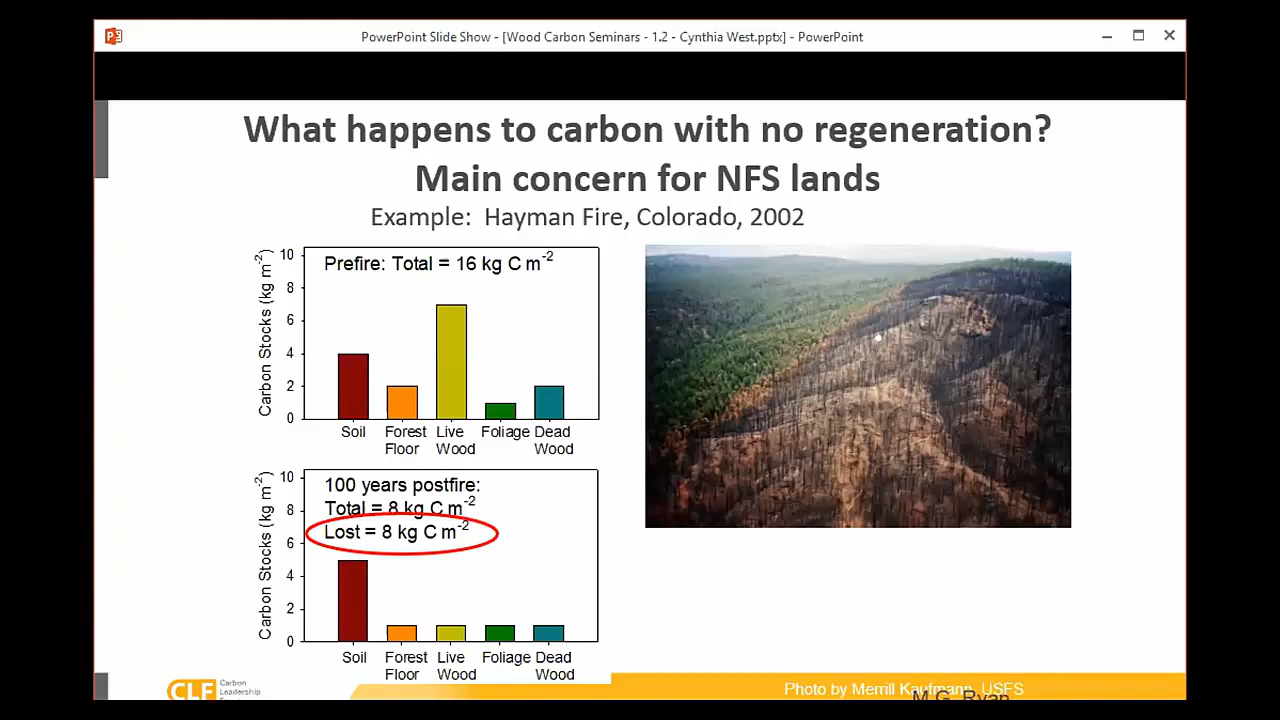 PowerPoint Slide Show - [Wood Carbon Seminars - 1.2 - Cynthia West.pptx] - PowerPoint
What happens to carbon with no regeneration?
Main concern for NFS lands
Example: Hayman Fire, Colorado, 2002
Carbon Stocks (kg m⁻²)
10
8
6
4
2
0
Prefire: Total = 16 kg C m⁻²
Soil Forest Floor Live Wood Foliage Dead Wood
Carbon Stocks (kg m⁻²)
10
8
6
4
2
0
100 years postfire:
Total = 8 kg C m⁻²
Lost = 8 kg C m⁻²
Soil Forest Floor Live Wood Foliage Dead Wood
CLF Carbon
Leadership
Photo by Merrill Kaufmann, USFS
M.G. Ryan